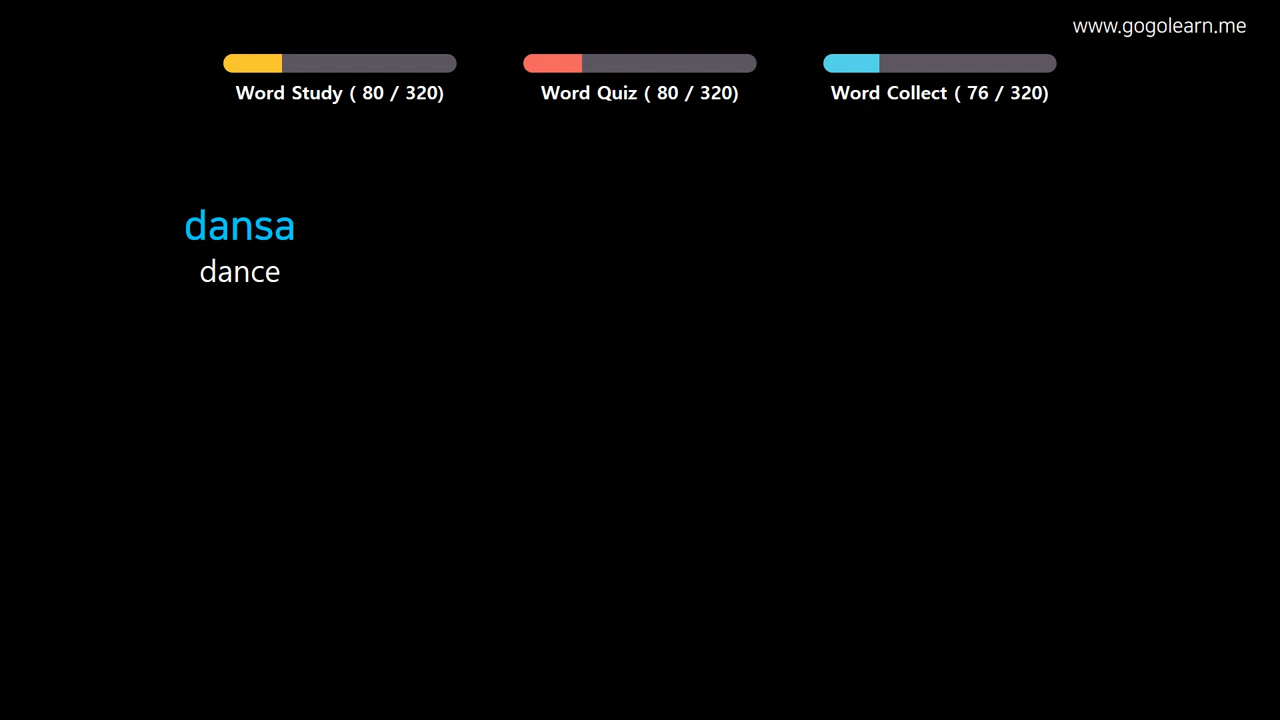 www.gogolearn.me
Word Study ( 80 / 320)
Word Quiz ( 80 / 320)
Word Collect ( 76 / 320)
dansa
dance